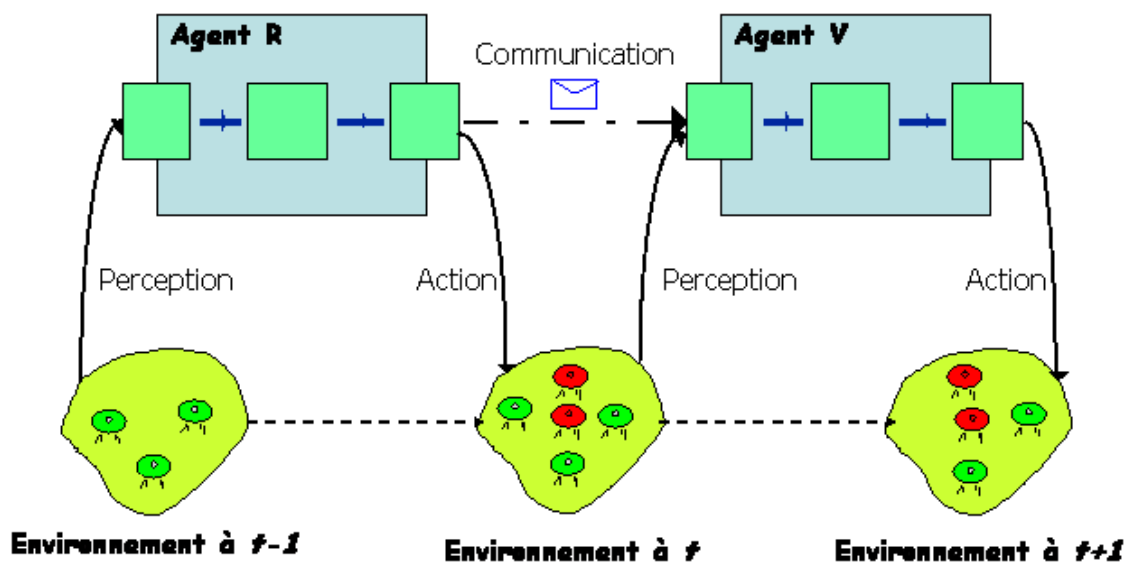 Agent R
Agent V
Communication
Perception
Action
Perception
Action
Environnement à t-1
Environnement à t
Environnement à t+1